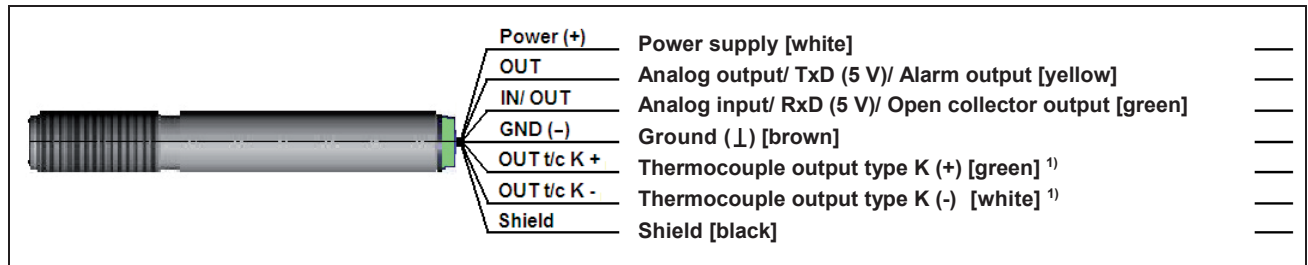 Power (+) Power supply [white]
OUT Analog output/ TxD (5 V)/ Alarm output [yellow]
IN/ OUT Analog input/ RxD (5 V)/ Open collector output [green]
GND (–) Ground (⊥) [brown]
OUT t/c K + Thermocouple output type K (+) [green] ¹⁾
OUT t/c K - Thermocouple output type K (-) [white] ¹⁾
Shield Shield [black]